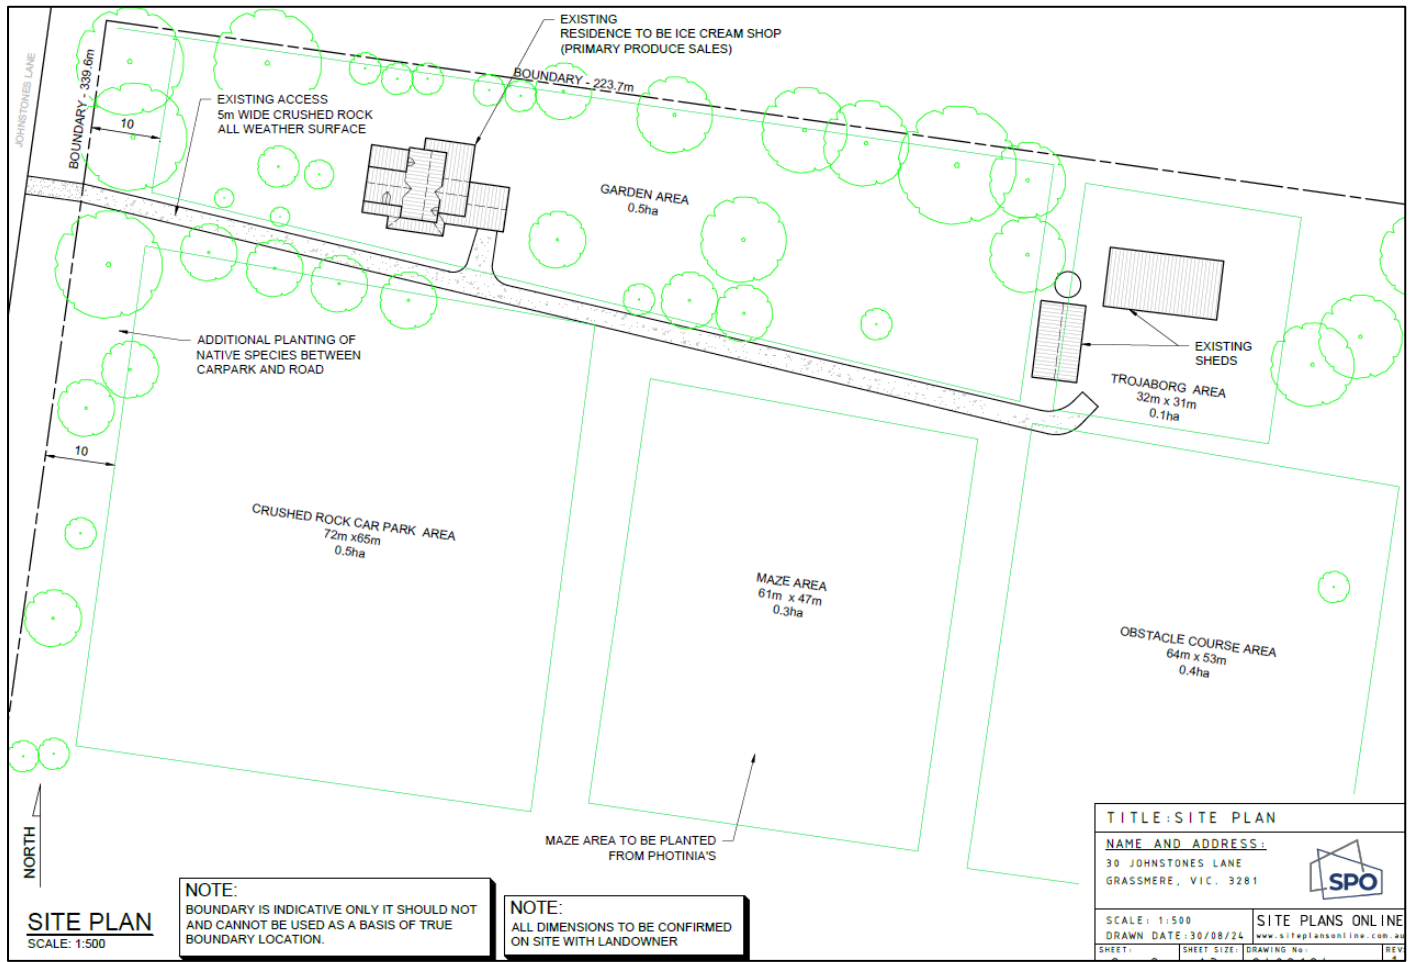 EXISTING
RESIDENCE TO BE ICE CREAM SHOP
(PRIMARY PRODUCE SALES)
JOHNSTONES LANE
BOUNDARY - 339.6m
BOUNDARY - 223.7m
EXISTING ACCESS
5m WIDE CRUSHED ROCK
ALL WEATHER SURFACE
10
GARDEN AREA
0.5ha
ADDITIONAL PLANTING OF
NATIVE SPECIES BETWEEN
CARPARK AND ROAD
EXISTING
SHEDS
TROJABORG AREA
32m x 31m
0.1ha
10
CRUSHED ROCK CAR PARK AREA
72m x65m
0.5ha
MAZE AREA
61m x 47m
0.3ha
OBSTACLE COURSE AREA
64m x 53m
0.4ha
MAZE AREA TO BE PLANTED
FROM PHOTINIA'S
NORTH
SITE PLAN
SCALE: 1:500
NOTE:
BOUNDARY IS INDICATIVE ONLY IT SHOULD NOT
AND CANNOT BE USED AS A BASIS OF TRUE
BOUNDARY LOCATION.
NOTE:
ALL DIMENSIONS TO BE CONFIRMED
ON SITE WITH LANDOWNER
TITLE:SITE PLAN
NAME AND ADDRESS:
30 JOHNSTONES LANE
GRASSMERE, VIC. 3281
SPO
SCALE: 1:500
DRAWN DATE:30/08/24
SITE PLANS ONLINE
www.siteplansonline.com.au
SHEET:
SHEET SIZE:
DRAWING No:
REV: